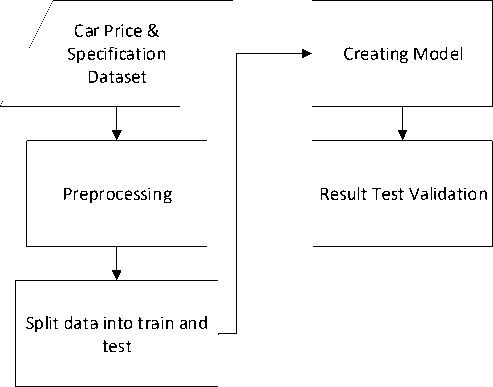 Car Price &
Specification
Dataset
Preprocessing
Split data into train and
test
Creating Model
Result Test Validation